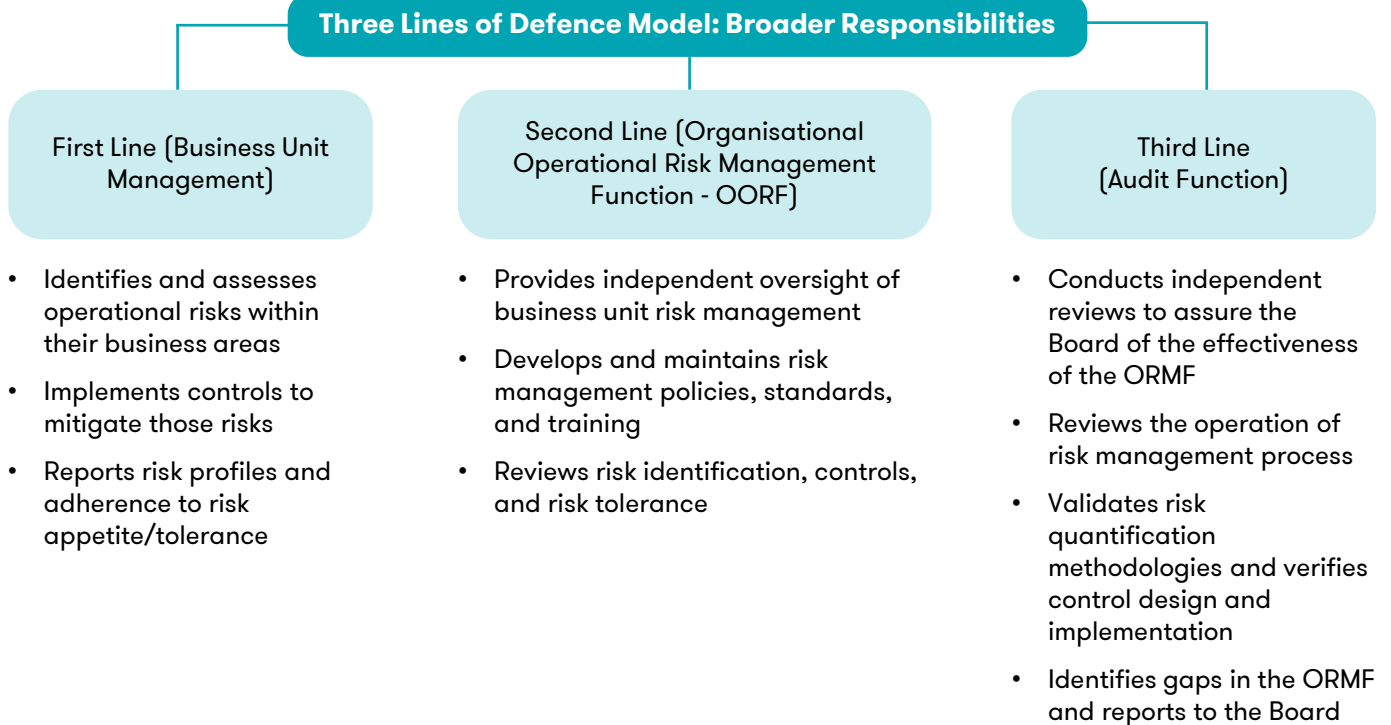 Three Lines of Defence Model: Broader Responsibilities
First Line (Business Unit
Management)
• Identifies and assesses
operational risks within
their business areas
• Implements controls to
mitigate those risks
• Reports risk profiles and
adherence to risk
appetite/tolerance
Second Line (Organisational
Operational Risk Management
Function - OORF)
• Provides independent oversight of
business unit risk management
• Develops and maintains risk
management policies, standards,
and training
• Reviews risk identification, controls,
and risk tolerance
Third Line
(Audit Function)
• Conducts independent
reviews to assure the
Board of the effectiveness
of the ORMF
• Reviews the operation of
risk management process
• Validates risk
quantification
methodologies and verifies
control design and
implementation
• Identifies gaps in the ORMF
and reports to the Board